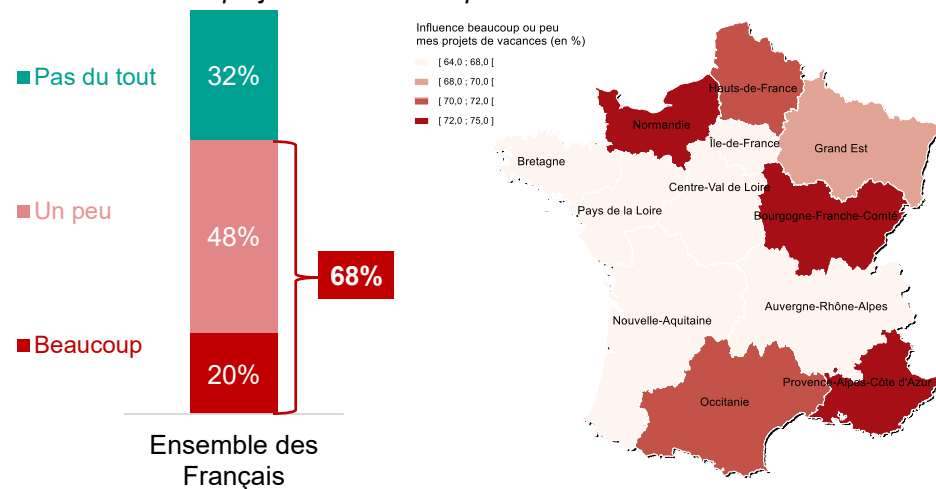 Pas du tout
Un peu
Beaucoup
32%
48%
20%
68%
Ensemble des
Français
Influence beaucoup ou peu
mes projets de vacances (en %)
[ 64,0 ; 68,0 [
[ 68,0 ; 70,0 [
[ 70,0 ; 72,0 [
[ 72,0 ; 75,0 ]
Hauts-de-France
Normandie
Île-de-France
Grand Est
Bretagne
Centre-Val de Loire
Pays de la Loire
Bourgogne-Franche-Comté
Auvergne-Rhône-Alpes
Nouvelle-Aquitaine
Provence-Alpes-Côte d'Azur
Occitanie